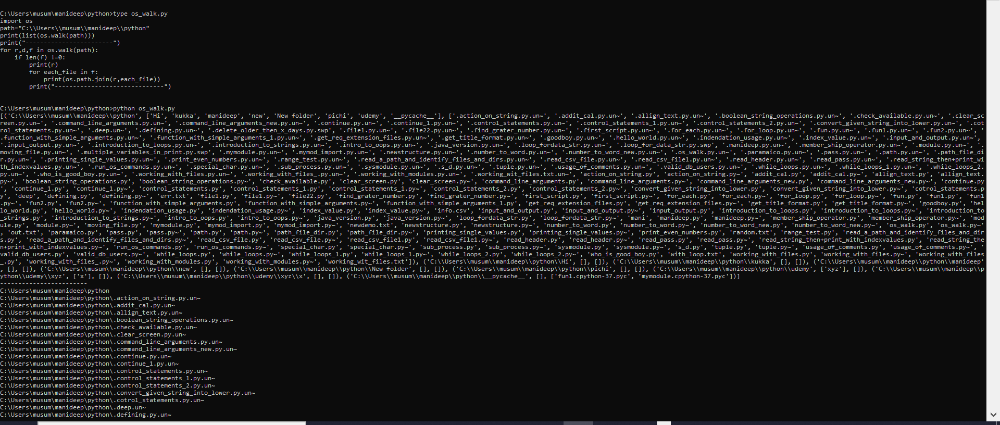 C:\Users\musum\manideep\python>type os_walk.py
import os
path="C:\\Users\\musum\\manideep\\python"
print(list(os.walk(path)))
print("------------------------")
for r,d,f in os.walk(path):
    if len(f) !=0:
        print(r)
        for each_file in f:
            print(os.path.join(r,each_file))
        print("------------------------------")
C:\Users\musum\manideep\python>python os_walk.py
[('C:\\Users\\musum\\manideep\\python', ['Hi', 'kukka', 'manideep', 'new', 'New folder', 'pichi', 'udemy', '__pycache__'], ['.action_on_string.py.un~', '.addit_cal.py.un~', '.allign_text.py.un~', '.boolean_string_operations.py.un~', '.check_available.py.un~', '.clear_sc
reen.py.un~', '.command_line_arguments.py.un~', '.command_line_arguments_new.py.un~', '.continue.py.un~', '.continue_1.py.un~', '.control_statements.py.un~', '.control_statements_1.py.un~', '.control_statements_2.py.un~', '.convert_given_string_into_lower.py.un~', '.cot
rol_statements.py.un~', '.deep.un~', '.defining.py.un~', '.delete_older_then_x_days.py.swp', '.file1.py.un~', '.file22.py.un~', '.find_grater_number.py.un~', '.first_script.py.un~', '.for_each.py.un~', '.for_loop.py.un~', '.fun.py.un~', '.fun1.py.un~', '.fun2.py.un~', '
.function_with_simple_arguments.py.un~', '.function_with_simple_arguments_1.py.un~', '.get_req_extension_files.py.un~', '.get_title_format.py.un~', '.goodboy.py.un~', '.hello_world.py.un~', '.indendation_usage.py.un~', '.index_value.py.un~', '.input_and_output.py.un~',
'.input_output.py.un~', '.introduction_to_loops.py.un~', '.introduction_to_strings.py.un~', '.intro_to_oops.py.un~', '.java_version.py.un~', '.loop_fordata_str.py.un~', '.loop_for_data_str.py.swp', '.manideep.py.un~', '.member_ship_operator.py.un~', '.module.py.un~', '.
moving_file.py.un~', '.multiple_variables_in_print.py.swp', '.mymodule.py.un~', '.mymod_import.py.un~', '.newstructure.py.un~', '.number_to_word.py.un~', '.number_to_word_new.py.un~', '.os_walk.py.un~', '.paramaico.py.un~', '.pass.py.un~', '.path.py.un~', '.path_file_di
r.py.un~', '.printing_single_values.py.un~', '.print_even_numbers.py.un~', '.range_test.py.un~', '.read_a_path_and_identify_files_and_dirs.py.un~', '.read_csv_file.py.un~', '.read_csv_file1.py.un~', '.read_header.py.un~', '.read_pass.py.un~', '.read_string_then+print_wi
th_indexvalues.py.un~', '.run_os_commands.py.un~', '.special_char.py.un~', '.sub_process.py.un~', '.sysmodule.py.un~', '.s_d.py.un~', '.tuple.py.un~', '.usage_of_comments.py.un~', '.valid_db_users.py.un~', '.while_loops.py.un~', '.while_loops_1.py.un~', '.while_loops_2.
py.un~', '.who_is_good_boy.py.un~', '.working_with_files.py.un~', '.working_with_files_.py.un~', '.working_with_modules.py.un~', '.working_wit_files.txt.un~', 'action_on_string.py', 'action_on_string.py~', 'addit_cal.py', 'addit_cal.py~', 'allign_text.py', 'allign_text.
py~', 'boolean_string_operations.py', 'boolean_string_operations.py~', 'check_available.py', 'clear_screen.py', 'clear_screen.py~', 'command_line_arguments.py', 'command_line_arguments.py~', 'command_line_arguments_new.py', 'command_line_arguments_new.py~', 'continue.py
', 'continue_1.py', 'continue_1.py~', 'control_statements.py', 'control_statements_1.py', 'control_statements_1.py~', 'control_statements_2.py', 'control_statements_2.py~', 'convert_given_string_into_lower.py', 'convert_given_string_into_lower.py~', 'cotrol_statements.p
y', 'deep', 'defining.py', 'defining.py~', 'err.txt', 'file1.py', 'file1.py~', 'file22.py', 'find_grater_number.py', 'find_grater_number.py~', 'first_script.py', 'first_script.py~', 'for_each.py', 'for_each.py~', 'for_loop.py', 'for_loop.py~', 'fun.py', 'fun1.py', 'fun1
.py~', 'fun2.py', 'fun2.py~', 'function_with_simple_arguments.py', 'function_with_simple_arguments.py~', 'function_with_simple_arguments_1.py', 'get_req_extension_files.py', 'get_req_extension_files.py~', 'get_title_format.py', 'get_title_format.py~', 'goodboy.py', 'hel
lo_world.py', 'hello_world.py~', 'indendation_usage.py', 'indendation_usage.py~', 'index_value.py', 'index_value.py~', 'info.csv', 'input_and_output.py', 'input_and_output.py~', 'input_output.py', 'introduction_to_loops.py', 'introduction_to_loops.py~', 'introduction_to
_strings.py', 'introduction_to_strings.py~', 'intro_to_oops.py', 'intro_to_oops.py~', 'java_version.py', 'java_version.py~', 'loop_fordata_str.py', 'loop_fordata_str.py~', 'mani', 'manideep.py', 'manideep.py~', 'member_ship_operator.py', 'member_ship_operator.py~', 'mod
ule.py', 'module.py~', 'moving_file.py', 'mymodule.py', 'mymod_import.py', 'mymod_import.py~', 'newdemo.txt', 'newstructure.py', 'newstructure.py~', 'number_to_word.py', 'number_to_word.py~', 'number_to_word_new.py', 'number_to_word_new.py~', 'os_walk.py', 'os_walk.py~'
, 'out.txt', 'paramaico.py', 'pass.py', 'pass.py~', 'path.py', 'path.py~', 'path_file_dir.py', 'path_file_dir.py~', 'printing_single_values.py', 'printing_single_values.py~', 'print_even_numbers.py', 'random.txt', 'range_test.py', 'read_a_path_and_identify_files_and_dir
s.py', 'read_a_path_and_identify_files_and_dirs.py~', 'read_csv_file.py', 'read_csv_file.py~', 'read_csv_file1.py', 'read_csv_file1.py~', 'read_header.py', 'read_header.py~', 'read_pass.py', 'read_pass.py~', 'read_string_then+print_with_indexvalues.py', 'read_string_the
n+print_with_indexvalues.py~', 'run_os_commands.py', 'run_os_commands.py~', 'special_char.py', 'special_char.py~', 'sub_process.py', 'sub_process.py~', 'sysmodule.py', 'sysmodule.py~', 's_d.py', 'tuple.py', 'tuple.py~', 'usage_of_comments.py', 'usage_of_comments.py~', '
valid_db_users.py', 'valid_db_users.py~', 'while_loops.py', 'while_loops.py~', 'while_loops_1.py', 'while_loops_1.py~', 'while_loops_2.py', 'while_loops_2.py~', 'who_is_good_boy.py', 'with_loop.txt', 'working_with_files.py', 'working_with_files.py~', 'working_with_files
_.py', 'working_with_files_.py~', 'working_with_modules.py', 'working_with_modules.py~', 'working_wit_files.txt']), ('C:\\Users\\musum\\manideep\\python\\Hi', [], []), ('C:\\Users\\musum\\manideep\\python\\kukka', [], []), ('C:\\Users\\musum\\manideep\\python\\manideep'
, [], []), ('C:\\Users\\musum\\manideep\\python\\new', [], []), ('C:\\Users\\musum\\manideep\\python\\New folder', [], []), ('C:\\Users\\musum\\manideep\\python\\pichi', [], []), ('C:\\Users\\musum\\manideep\\python\\udemy', ['xyz'], []), ('C:\\Users\\musum\\manideep\\p
ython\\udemy\\xyz', ['x'], []), ('C:\\Users\\musum\\manideep\\python\\udemy\\xyz\\x', [], []), ('C:\\Users\\musum\\manideep\\python\\__pycache__', [], ['fun1.cpython-37.pyc', 'mymodule.cpython-37.pyc'])]
------------------------
C:\Users\musum\manideep\python
C:\Users\musum\manideep\python\.action_on_string.py.un~
C:\Users\musum\manideep\python\.addit_cal.py.un~
C:\Users\musum\manideep\python\.allign_text.py.un~
C:\Users\musum\manideep\python\.boolean_string_operations.py.un~
C:\Users\musum\manideep\python\.check_available.py.un~
C:\Users\musum\manideep\python\.clear_screen.py.un~
C:\Users\musum\manideep\python\.command_line_arguments.py.un~
C:\Users\musum\manideep\python\.command_line_arguments_new.py.un~
C:\Users\musum\manideep\python\.continue.py.un~
C:\Users\musum\manideep\python\.continue_1.py.un~
C:\Users\musum\manideep\python\.control_statements.py.un~
C:\Users\musum\manideep\python\.control_statements_1.py.un~
C:\Users\musum\manideep\python\.control_statements_2.py.un~
C:\Users\musum\manideep\python\.convert_given_string_into_lower.py.un~
C:\Users\musum\manideep\python\.cotrol_statements.py.un~
C:\Users\musum\manideep\python\.deep.un~
C:\Users\musum\manideep\python\.defining.py.un~